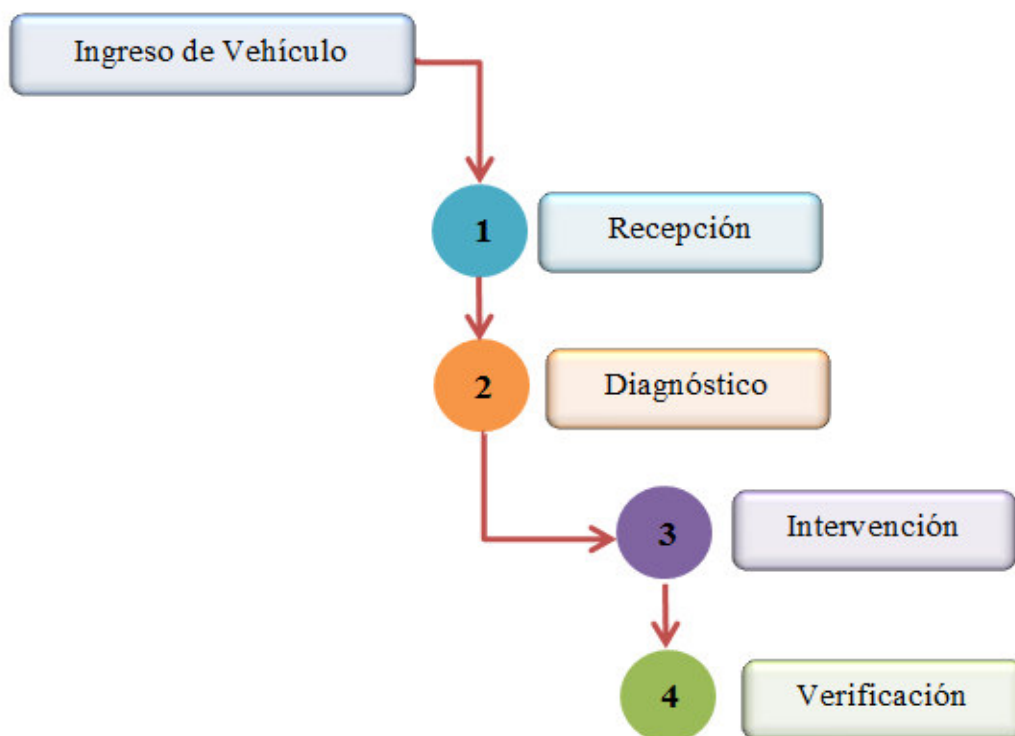 Ingreso de Vehículo
1
Recepción
2
Diagnóstico
3
Intervención
4
Verificación